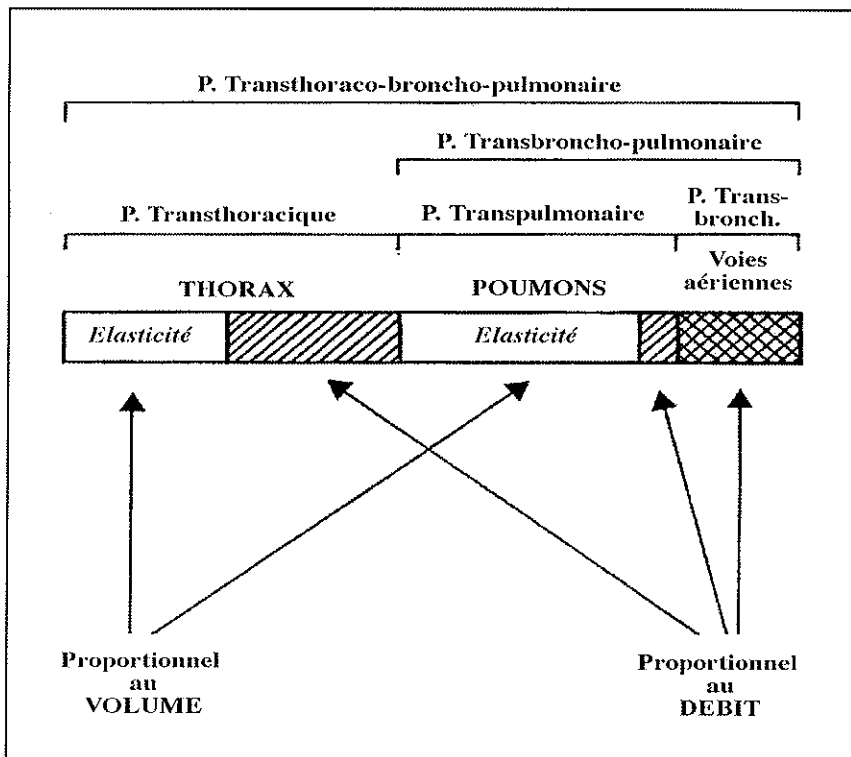 P. Transthoraco-broncho-pulmonaire
P. Transbroncho-pulmonaire
P. Transthoracique
P. Transpulmonaire
P. Trans-
bronch.
THORAX
POUMONS
Voies
aériennes
Elasticité
Elasticité
Proportionnel
au
VOLUME
Proportionnel
au
DEBIT